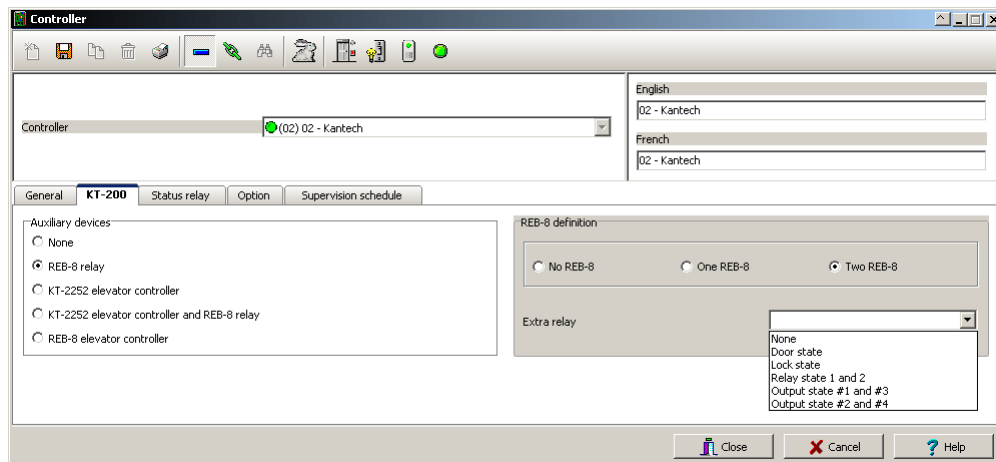 Controller
English
02 - Kantech
Controller
(02) 02 - Kantech
French
02 - Kantech
General KT-200 Status relay Option Supervision schedule
Auxiliary devices
None
REB-8 relay
KT-2252 elevator controller
KT-2252 elevator controller and REB-8 relay
REB-8 elevator controller
REB-8 definition
No REB-8 One REB-8 Two REB-8
Extra relay
None
Door state
Lock state
Relay state 1 and 2
Output state #1 and #3
Output state #2 and #4
Close Cancel Help